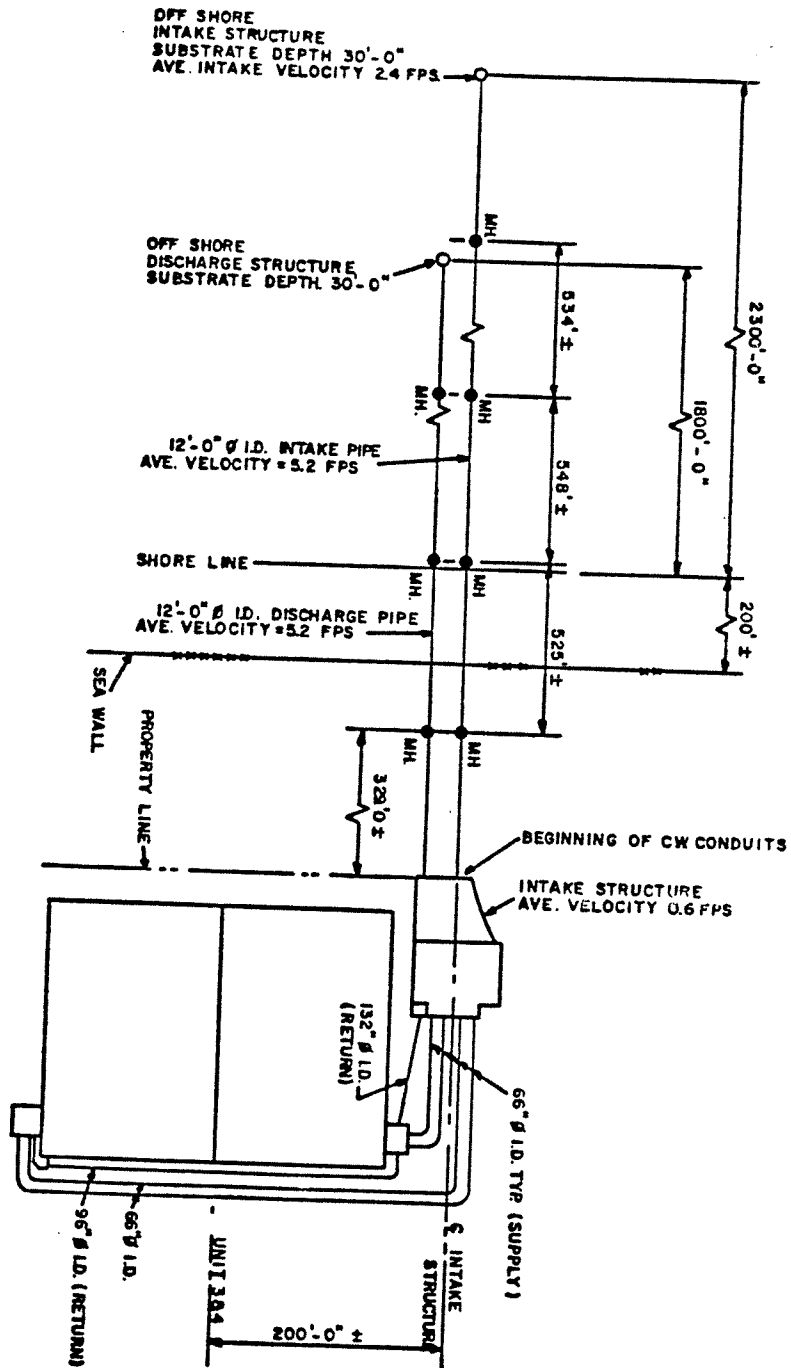 OFF SHORE
INTAKE STRUCTURE
SUBSTRATE DEPTH 30'-0"
AVE. INTAKE VELOCITY 2.4 FPS.
OFF SHORE
DISCHARGE STRUCTURE
SUBSTRATE DEPTH 30'-0"
MH.
534' ±
2300'-0"
1800'-0"
MH.
MH
12'-0" Ø I.D. INTAKE PIPE
AVE. VELOCITY = 5.2 FPS
548' ±
SHORE LINE
MH.
MH
12'-0" Ø I.D. DISCHARGE PIPE
AVE. VELOCITY = 5.2 FPS
525' ±
200' ±
SEA WALL
PROPERTY LINE
MH.
MH
329'0 ±
BEGINNING OF CW CONDUITS
INTAKE STRUCTURE
AVE. VELOCITY 0.6 FPS
132" Ø I.D.
(RETURN)
66" Ø I.D. TYP. (SUPPLY)
96" Ø I.D. (RETURN)
66" Ø I.D.
UNIT 3&4
℄ INTAKE
STRUCTURE
200'-0" ±